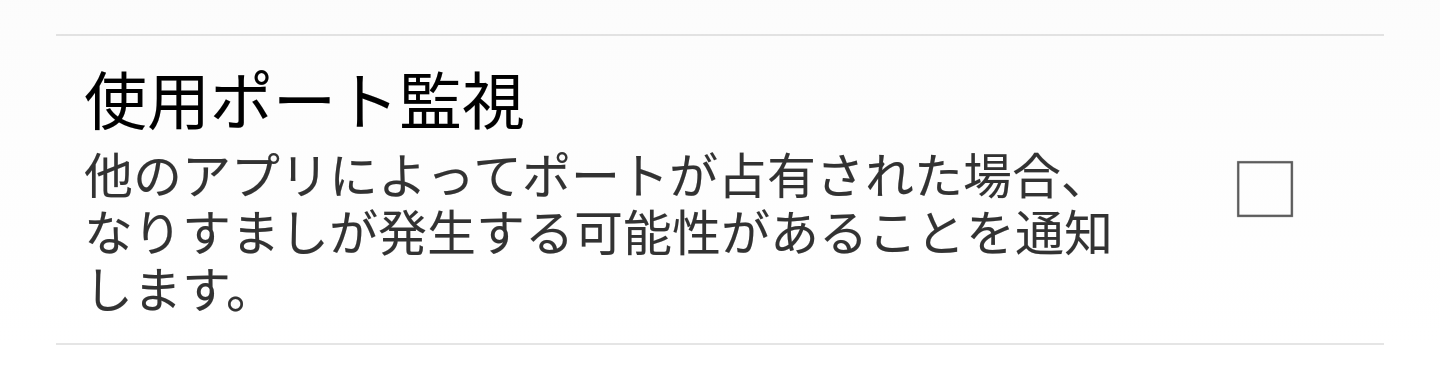 使用ポート監視
他のアプリによってポートが占有された場合、
なりすましが発生する可能性があることを通知
します。